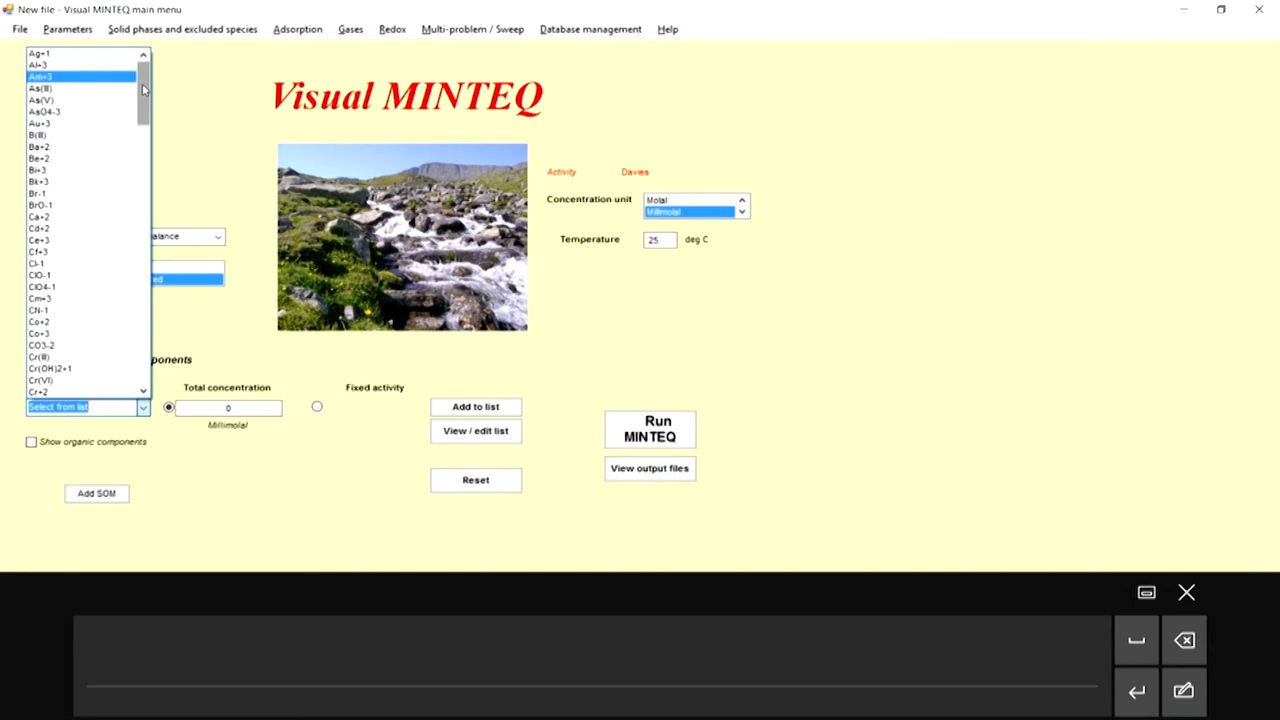 New file - Visual MINTEQ main menu
File Parameters Solid phases and excluded species Adsorption Gases Redox Multi-problem / Sweep Database management Help
Ag+1
Al+3
Am+3
As(III)
As(V)
AsO4-3
Au+3
B(III)
Ba+2
Be+2
Bi+3
Bk+3
Br-1
BrO-1
Ca+2
Cd+2
Ce+3
Cf+3
Cl-1
ClO-1
ClO4-1
Cm+3
CN-1
Co+2
Co+3
CO3-2
Cr(III)
Cr(OH)2+1
Cr(VI)
Cr+2
Select from list
Visual MINTEQ
Activity Davies
Concentration unit Molal
Millimolal
Temperature 25 deg C
alance
ed
ponents
Total concentration Fixed activity
0
Millimolal
Add to list
View / edit list
Reset
Run
MINTEQ
View output files
Show organic components
Add SOM